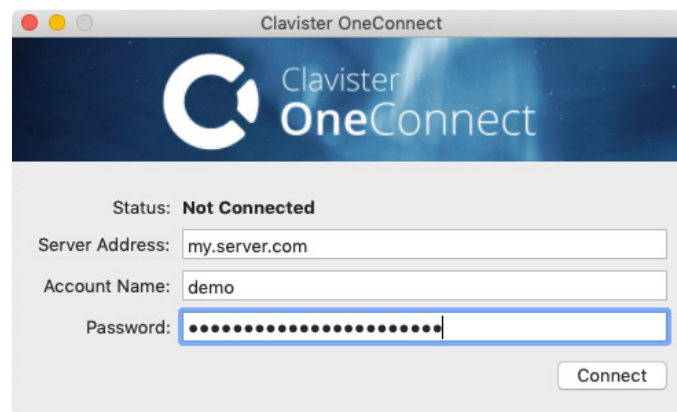 Clavister OneConnect
Clavister
OneConnect
Status: Not Connected
Server Address: my.server.com
Account Name: demo
Password: ●●●●●●●●●●●●●●●●●●●●●●●
Connect